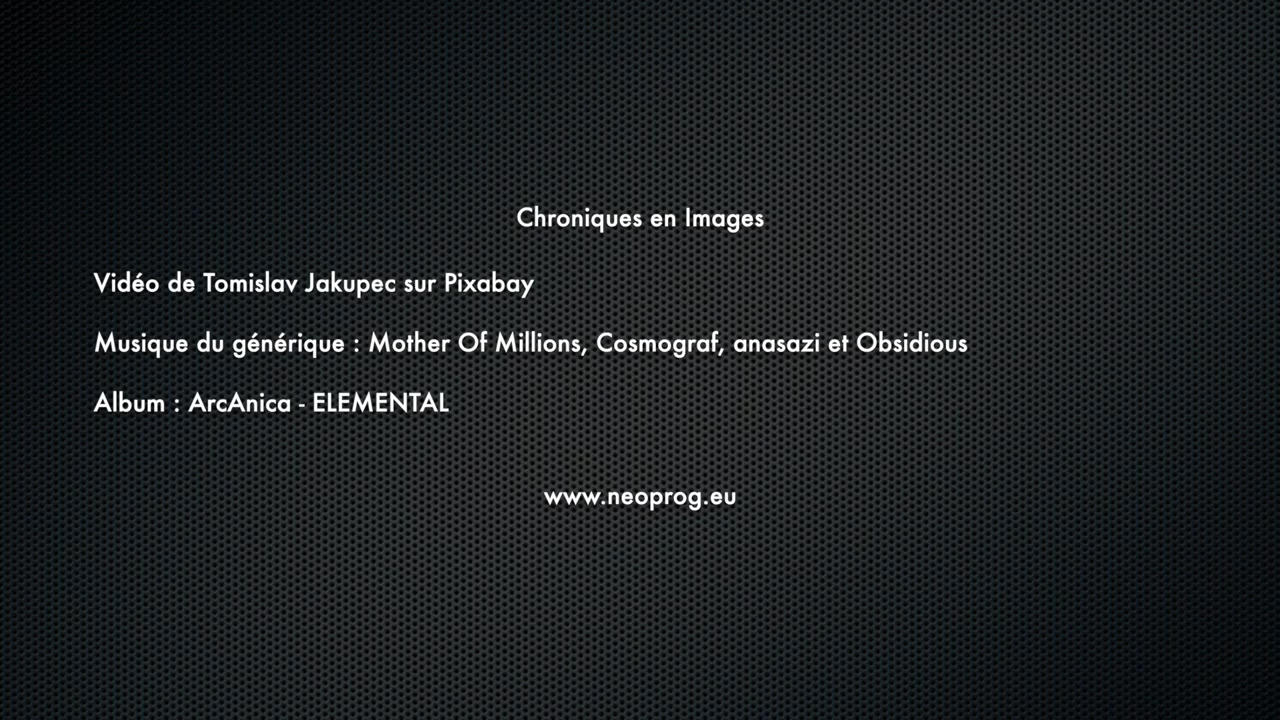 Chroniques en Images
Vidéo de Tomislav Jakupec sur Pixabay
Musique du générique : Mother Of Millions, Cosmograf, anasazi et Obsidious
Album : ArcAnica - ELEMENTAL
www.neoprog.eu